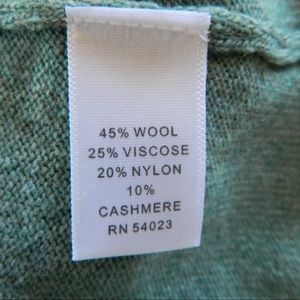 45% WOOL
25% VISCOSE
20% NYLON
10%
CASHMERE
RN 54023